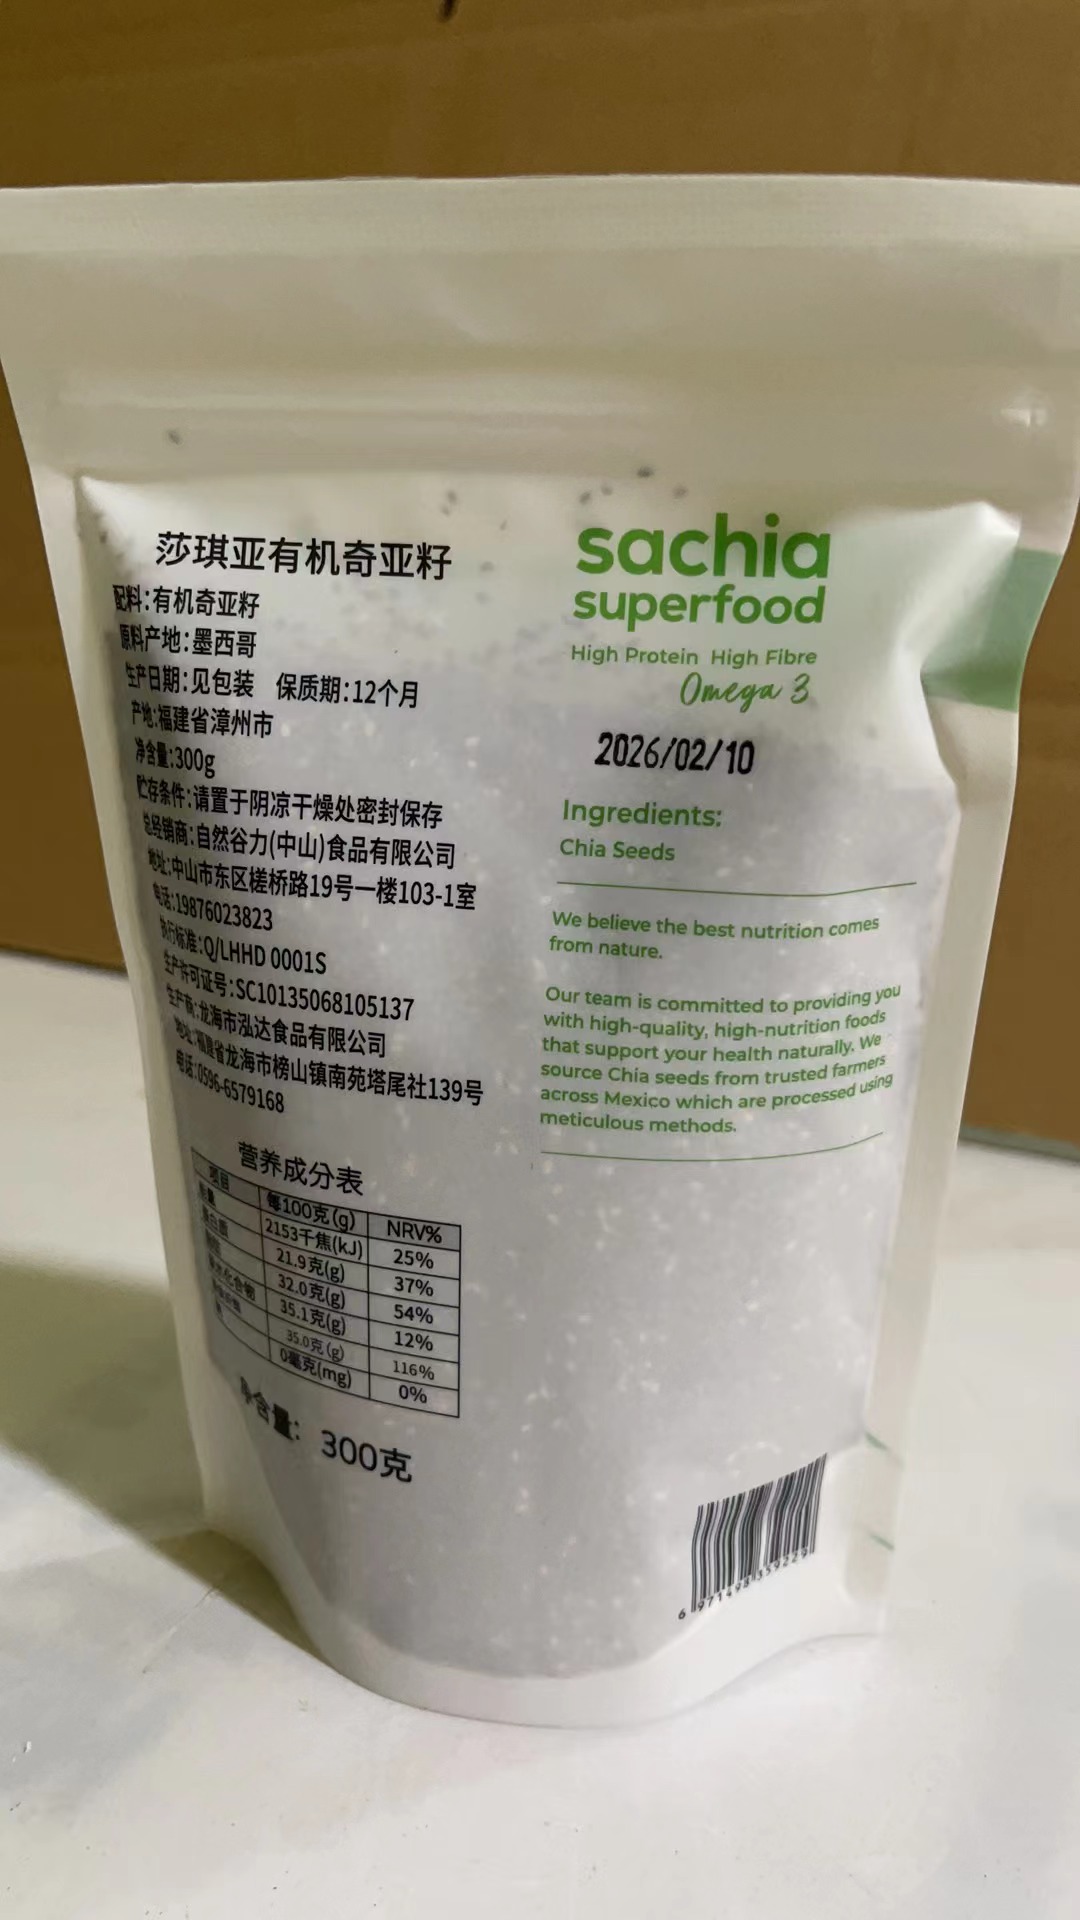 莎琪亚有机奇亚籽
配料:有机奇亚籽
原料产地:墨西哥
生产日期:见包装 保质期:12个月
产地:福建省漳州市
净含量:300g
贮存条件:请置于阴凉干燥处密封保存
总经销商:自然谷力(中山)食品有限公司
地址:中山市东区槎桥路19号一楼103-1室
电话:19876023823
执行标准:Q/LHHD 0001S
生产许可证号:SC10135068105137
生产商:龙海市泓达食品有限公司
地址:福建省龙海市榜山镇南苑塔尾社139号
电话:0596-6579168
营养成分表
项目 每100克(g) NRV%
能量 2153千焦(kJ) 25%
蛋白质 21.9克(g) 37%
32.0克(g) 54%
碳水化合物 35.1克(g) 12%
35.0克(g) 116%
0毫克(mg) 0%
净含量: 300克
sachia
superfood
High Protein High Fibre
Omega 3
2026/02/10
Ingredients:
Chia Seeds
We believe the best nutrition comes
from nature.
Our team is committed to providing you
with high-quality, high-nutrition foods
that support your health naturally. We
source Chia seeds from trusted farmers
across Mexico which are processed using
meticulous methods.
6 971498 359229